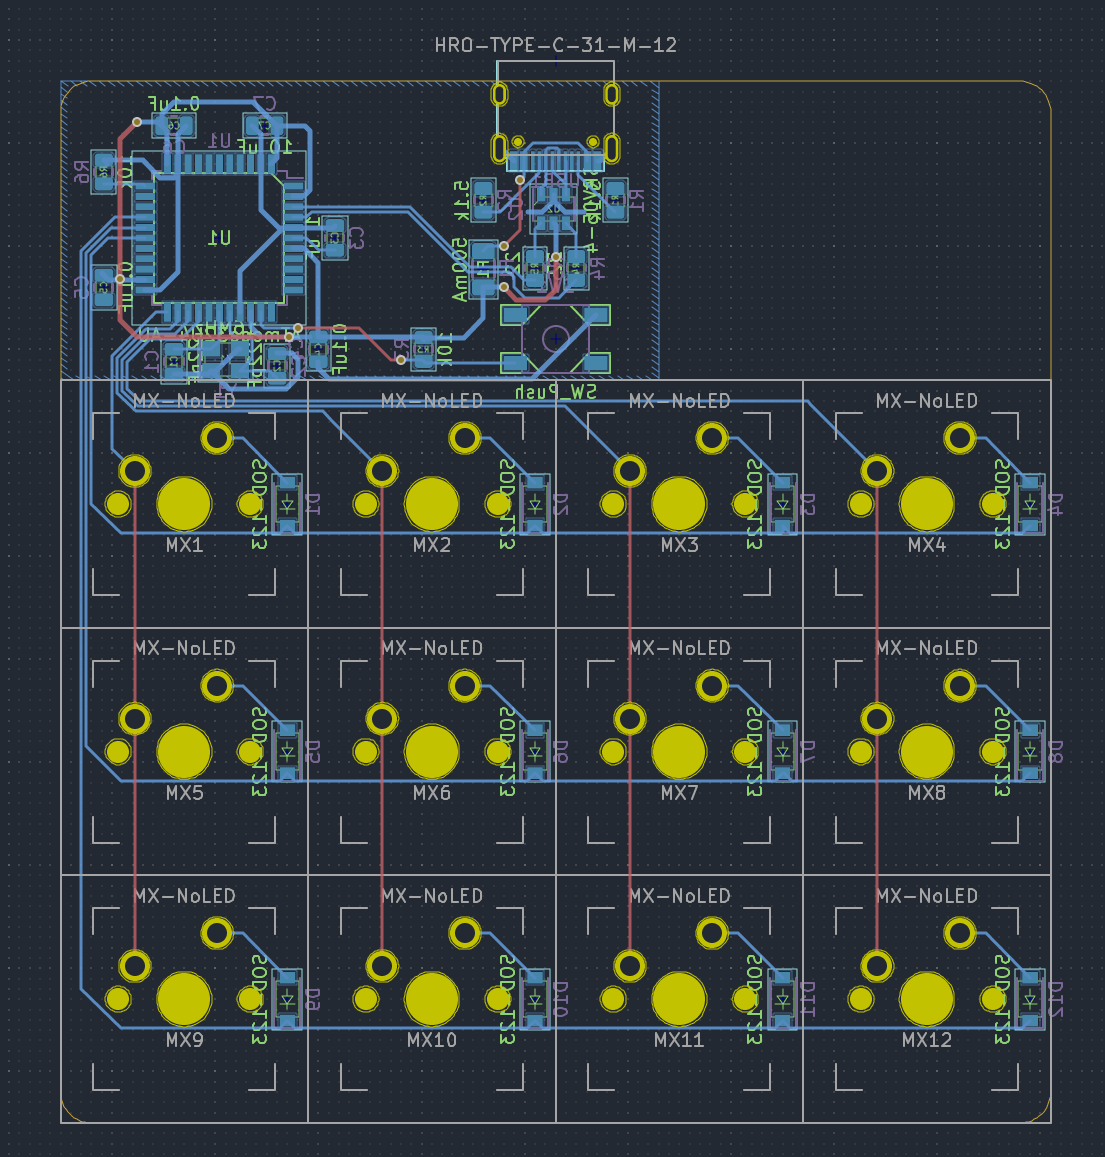 HRO-TYPE-C-31-M-12
0.1uF
C7
U1
10uF
R6
10k
5.1k
R2
R1
U1
1uF
C3
500mA
F1
R4
C5
0.1uF
0.1uF
10k
C1
22pF
22pF
SW_Push
MX-NoLED
MX-NoLED
MX-NoLED
MX-NoLED
SOD-123
D1
SOD-123
D2
SOD-123
D3
SOD-123
D4
MX1
MX2
MX3
MX4
MX-NoLED
MX-NoLED
MX-NoLED
MX-NoLED
SOD-123
D5
SOD-123
D6
SOD-123
D7
SOD-123
D8
MX5
MX6
MX7
MX8
MX-NoLED
MX-NoLED
MX-NoLED
MX-NoLED
SOD-123
D9
SOD-123
D10
SOD-123
D11
SOD-123
D12
MX9
MX10
MX11
MX12